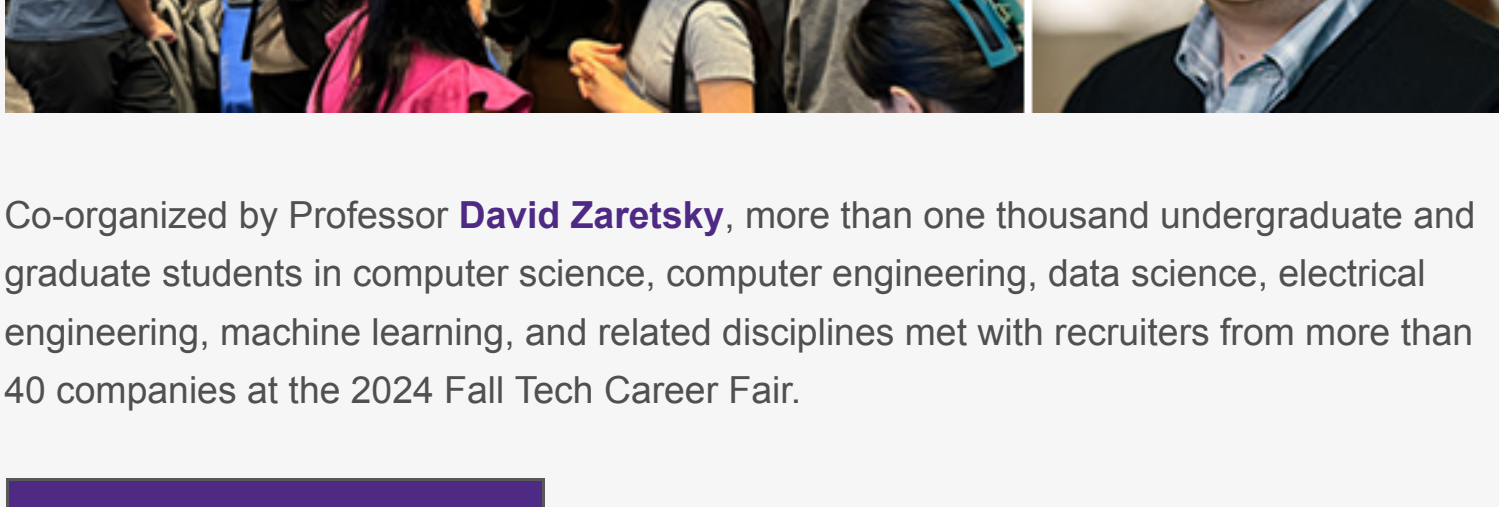 Co-organized by Professor David Zaretsky, more than one thousand undergraduate and
graduate students in computer science, computer engineering, data science, electrical
engineering, machine learning, and related disciplines met with recruiters from more than
40 companies at the 2024 Fall Tech Career Fair.